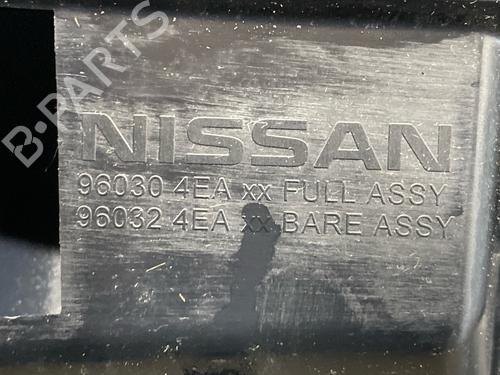 B-PARTS
NISSAN
96030 4EA xx FULL ASSY
96032 4EA xx BARE ASSY